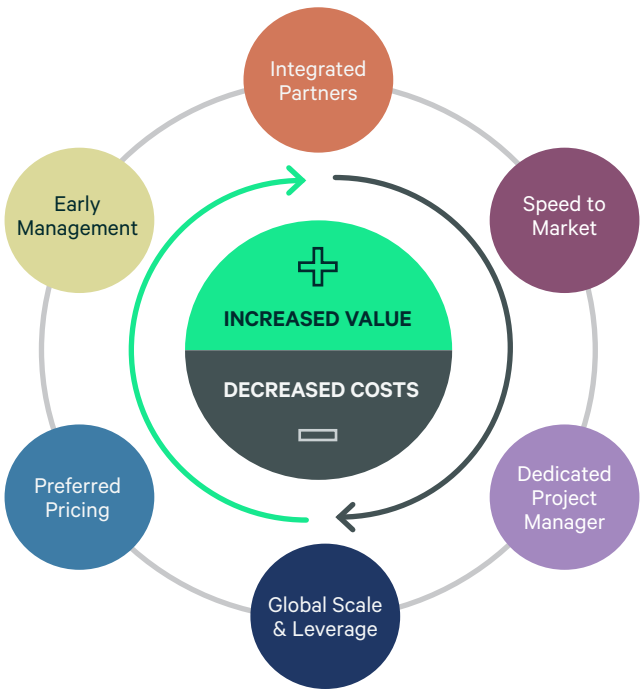 Integrated
Partners
Speed to
Market
Dedicated
Project
Manager
Global Scale
& Leverage
Preferred
Pricing
Early
Management
INCREASED VALUE
DECREASED COSTS